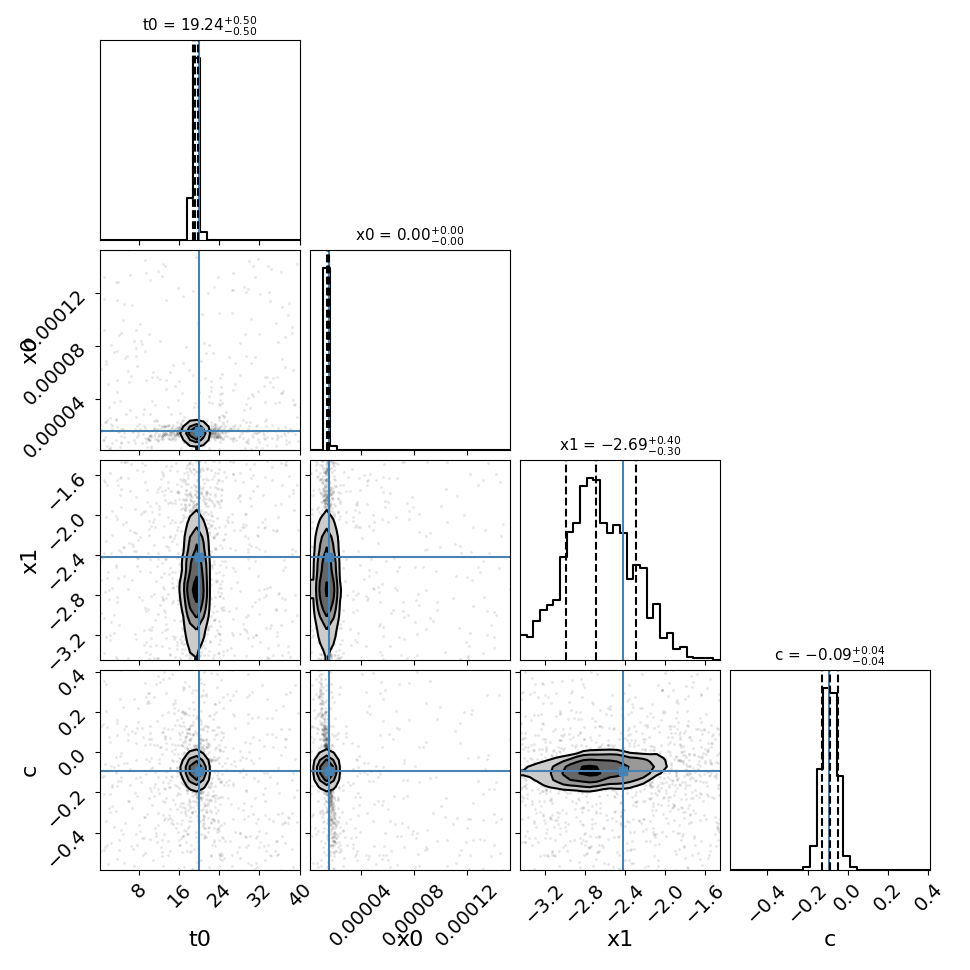 t0 = 19.24+0.50−0.50
x0 = 0.00+0.00−0.00
0.00012
0.00008
0.00004
x0
x1 = −2.69+0.40−0.30
−1.6
−2.0
−2.4
−2.8
−3.2
x1
c = −0.09+0.04−0.04
0.4
0.2
0.0
−0.2
−0.4
c
8 16 24 32 40
0.00004 0.00008 0.00012
−3.2 −2.8 −2.4 −2.0 −1.6
−0.4 −0.2 0.0 0.2 0.4
t0 x0 x1 c